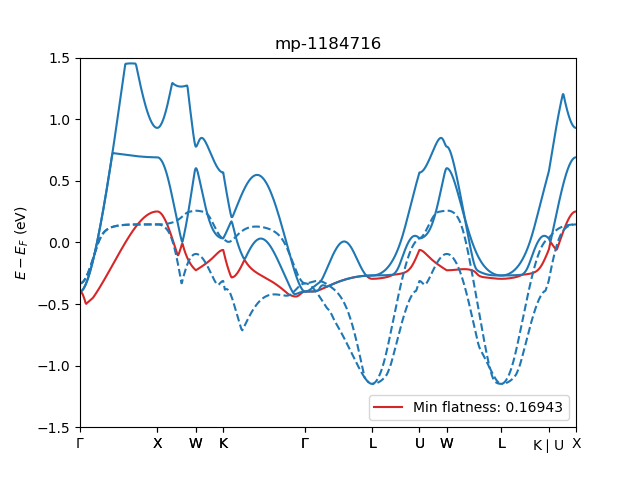 mp-1184716
E − E_F (eV)
1.5
1.0
0.5
0.0
−0.5
−1.0
−1.5
Min flatness: 0.16943
Γ X W K Γ L U W L K | U X